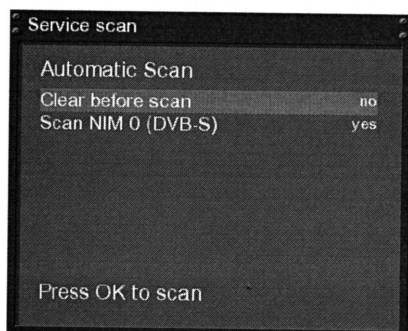 Service scan
Automatic Scan
Clear before scan no
Scan NIM 0 (DVB-S) yes
Press OK to scan